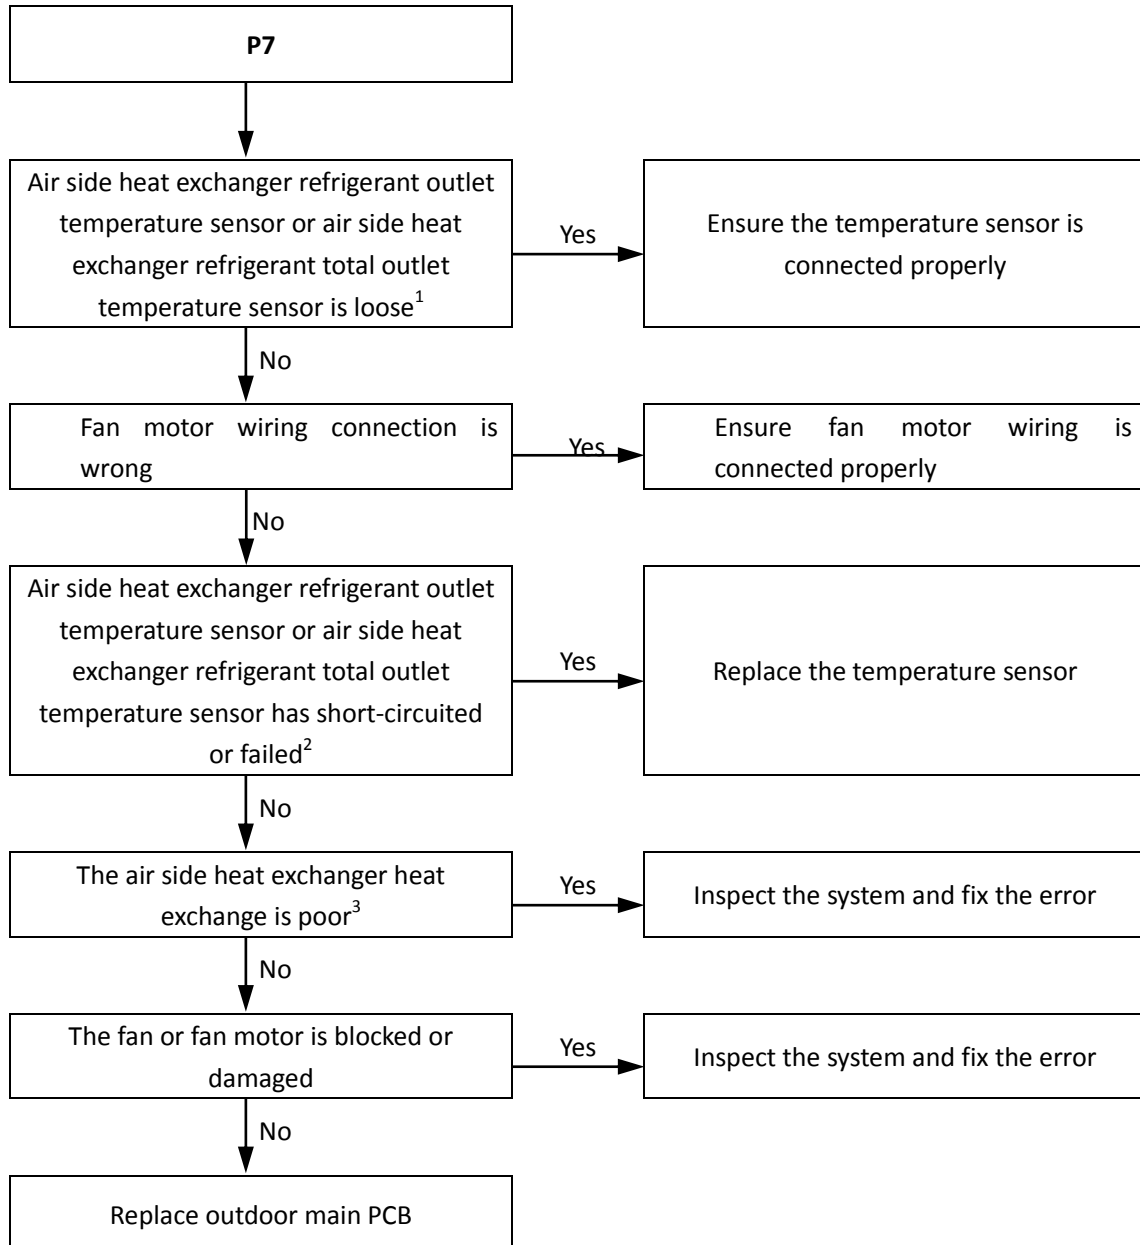 P7
Air side heat exchanger refrigerant outlet
temperature sensor or air side heat
exchanger refrigerant total outlet
temperature sensor is loose1
Yes
Ensure the temperature sensor is
connected properly
No
Fan motor wiring connection is
wrong
Yes
Ensure fan motor wiring is
connected properly
No
Air side heat exchanger refrigerant outlet
temperature sensor or air side heat
exchanger refrigerant total outlet
temperature sensor has short-circuited
or failed2
Yes
Replace the temperature sensor
No
The air side heat exchanger heat
exchange is poor3
Yes
Inspect the system and fix the error
No
The fan or fan motor is blocked or
damaged
Yes
Inspect the system and fix the error
No
Replace outdoor main PCB